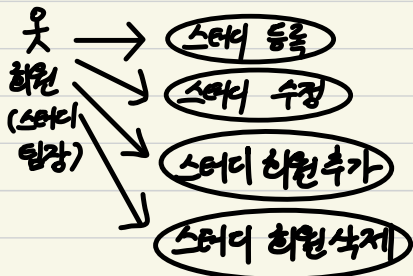 스터디 등록
회원
(스터디
팀장)
스터디 수정
스터디 회원 추가
스터디 회원 삭제